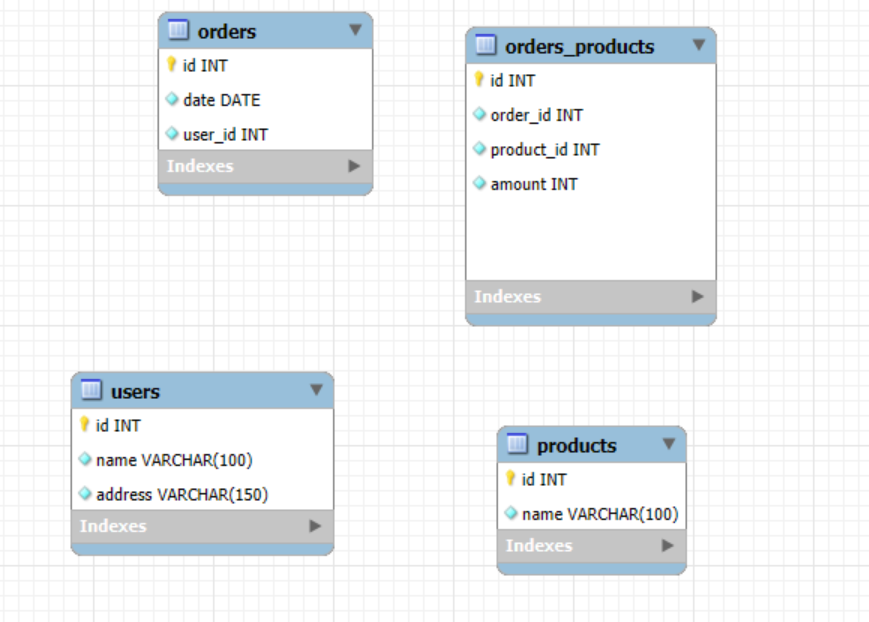 orders
id INT
date DATE
user_id INT
Indexes
orders_products
id INT
order_id INT
product_id INT
amount INT
Indexes
users
id INT
name VARCHAR(100)
address VARCHAR(150)
Indexes
products
id INT
name VARCHAR(100)
Indexes